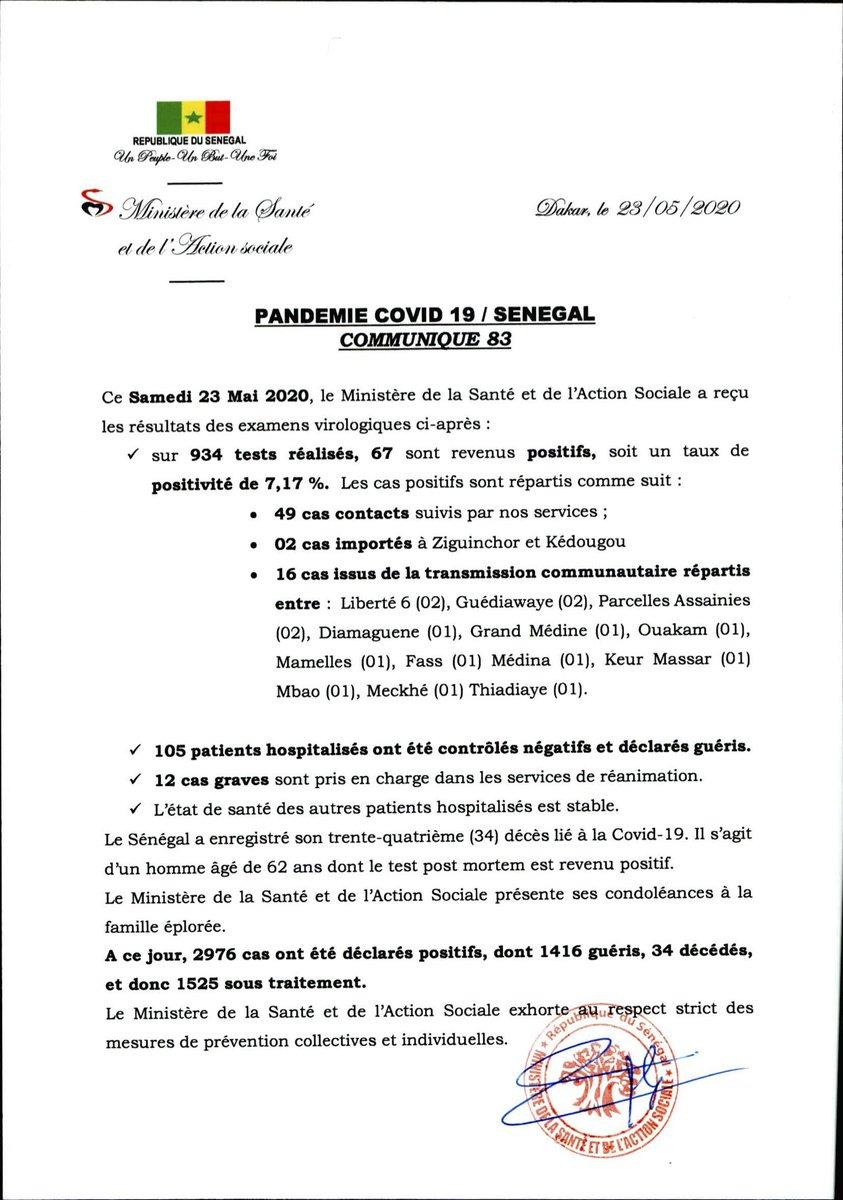 REPUBLIQUE DU SENEGAL
Un Peuple-Un But-Une Foi
Ministère de la Santé
et de l'Action sociale
Dakar, le 23/05/2020
PANDEMIE COVID 19 / SENEGAL
COMMUNIQUE 83
Ce Samedi 23 Mai 2020, le Ministère de la Santé et de l'Action Sociale a reçu
les résultats des examens virologiques ci-après :
✓ sur 934 tests réalisés, 67 sont revenus positifs, soit un taux de
positivité de 7,17 %. Les cas positifs sont répartis comme suit :
• 49 cas contacts suivis par nos services ;
• 02 cas importés à Ziguinchor et Kédougou
• 16 cas issus de la transmission communautaire répartis
entre : Liberté 6 (02), Guédiawaye (02), Parcelles Assainies
(02), Diamaguene (01), Grand Médine (01), Ouakam (01),
Mamelles (01), Fass (01) Médina (01), Keur Massar (01)
Mbao (01), Meckhé (01) Thiadiaye (01).
✓ 105 patients hospitalisés ont été contrôlés négatifs et déclarés guéris.
✓ 12 cas graves sont pris en charge dans les services de réanimation.
✓ L'état de santé des autres patients hospitalisés est stable.
Le Sénégal a enregistré son trente-quatrième (34) décès lié à la Covid-19. Il s'agit
d'un homme âgé de 62 ans dont le test post mortem est revenu positif.
Le Ministère de la Santé et de l'Action Sociale présente ses condoléances à la
famille éplorée.
A ce jour, 2976 cas ont été déclarés positifs, dont 1416 guéris, 34 décédés,
et donc 1525 sous traitement.
Le Ministère de la Santé et de l'Action Sociale exhorte au respect strict des
mesures de prévention collectives et individuelles.
République du Sénégal
MINISTERE DE LA SANTÉ ET DE L'ACTION SOCIALE